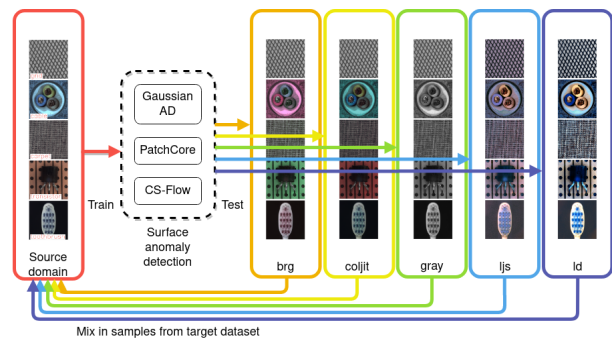 Gaussian
AD
PatchCore
CS-Flow
Train
Test
Surface
anomaly
detection
Source
domain
brg
coljit
gray
ljs
ld
Mix in samples from target dataset